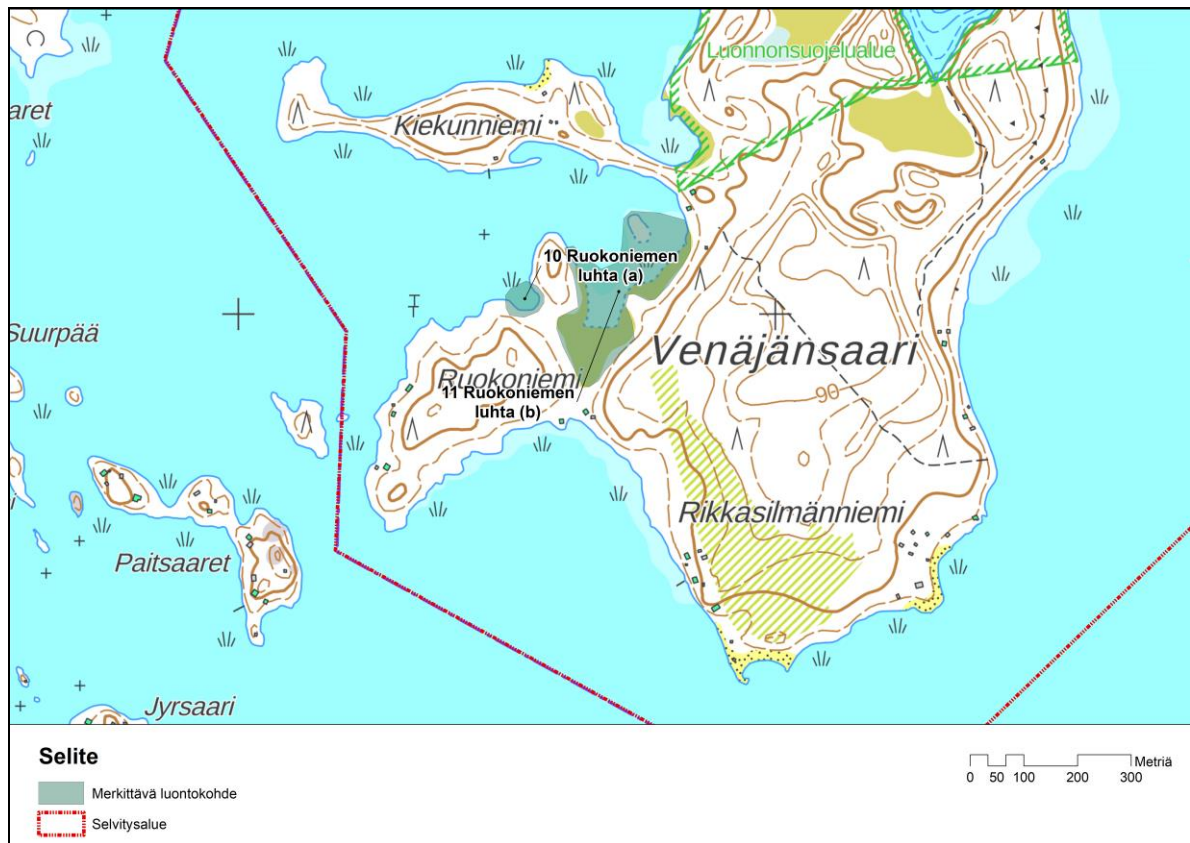 Luonnonsuojelualue
aaret
Kiekunniemi
10 Ruokoniemen
luhta (a)
Suurpää
Venäjänsaari
Ruokoniemi
11 Ruokoniemen
luhta (b)
90
Rikkasilmänniemi
Paitsaaret
Jyrsaari
Selite
Merkittävä luontokohde
Selvitysalue
Metriä
0 50 100 200 300